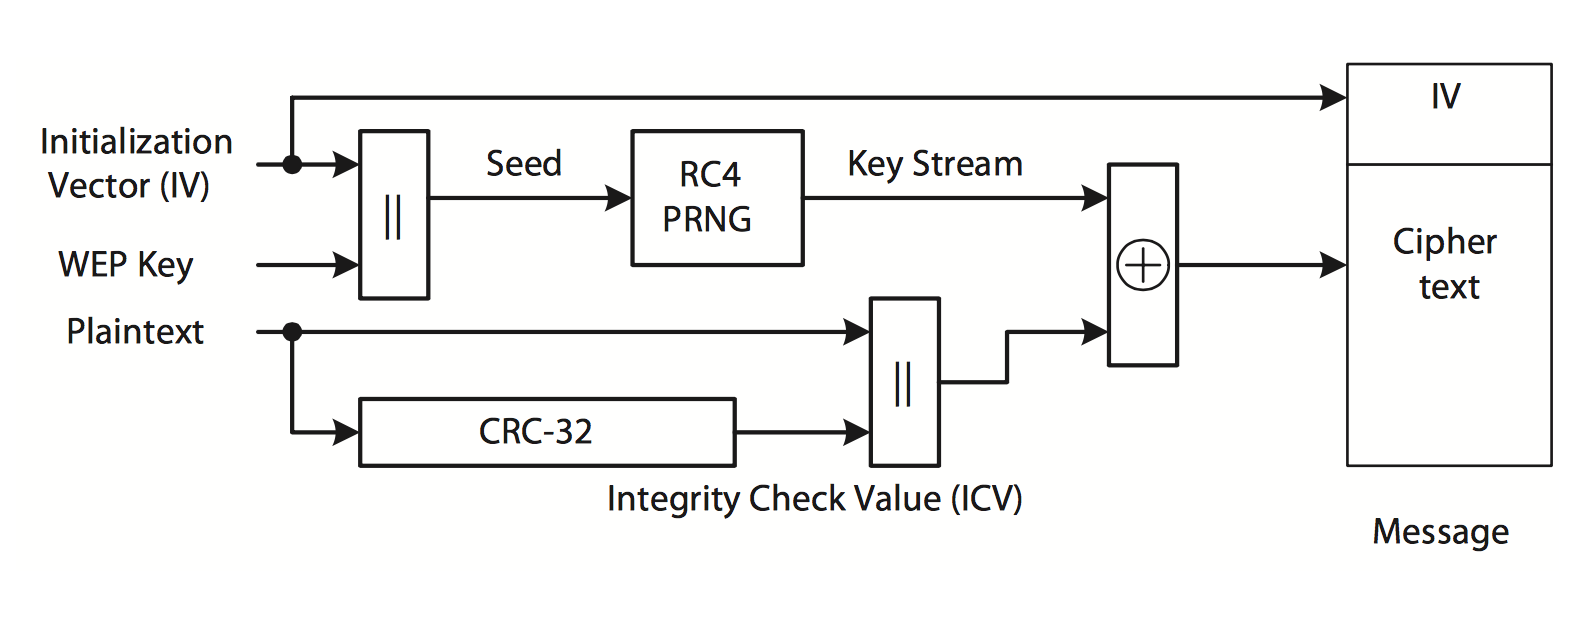 IV
Initialization
Vector (IV)
Seed
RC4
PRNG
Key Stream
||
WEP Key
Cipher
text
Plaintext
||
CRC-32
Integrity Check Value (ICV)
Message